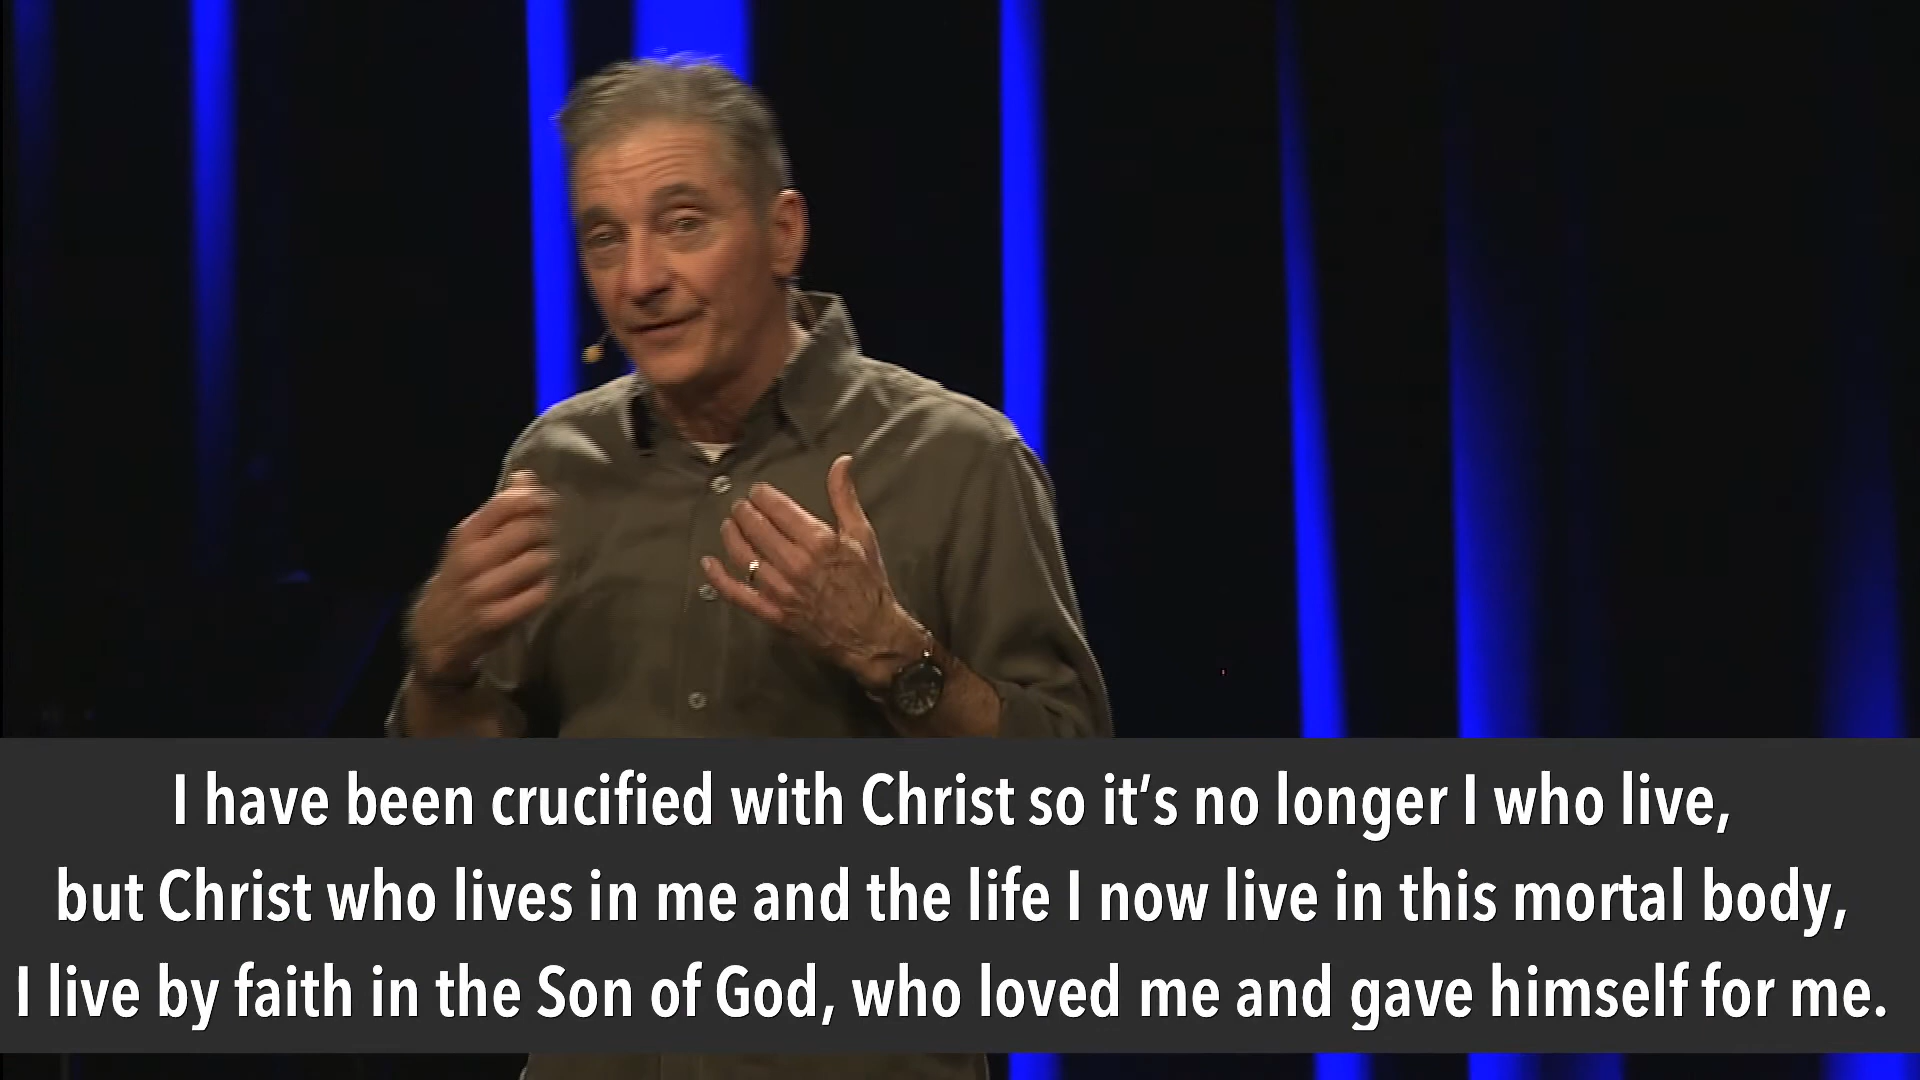 I have been crucified with Christ so it’s no longer I who live,
but Christ who lives in me and the life I now live in this mortal body,
I live by faith in the Son of God, who loved me and gave himself for me.